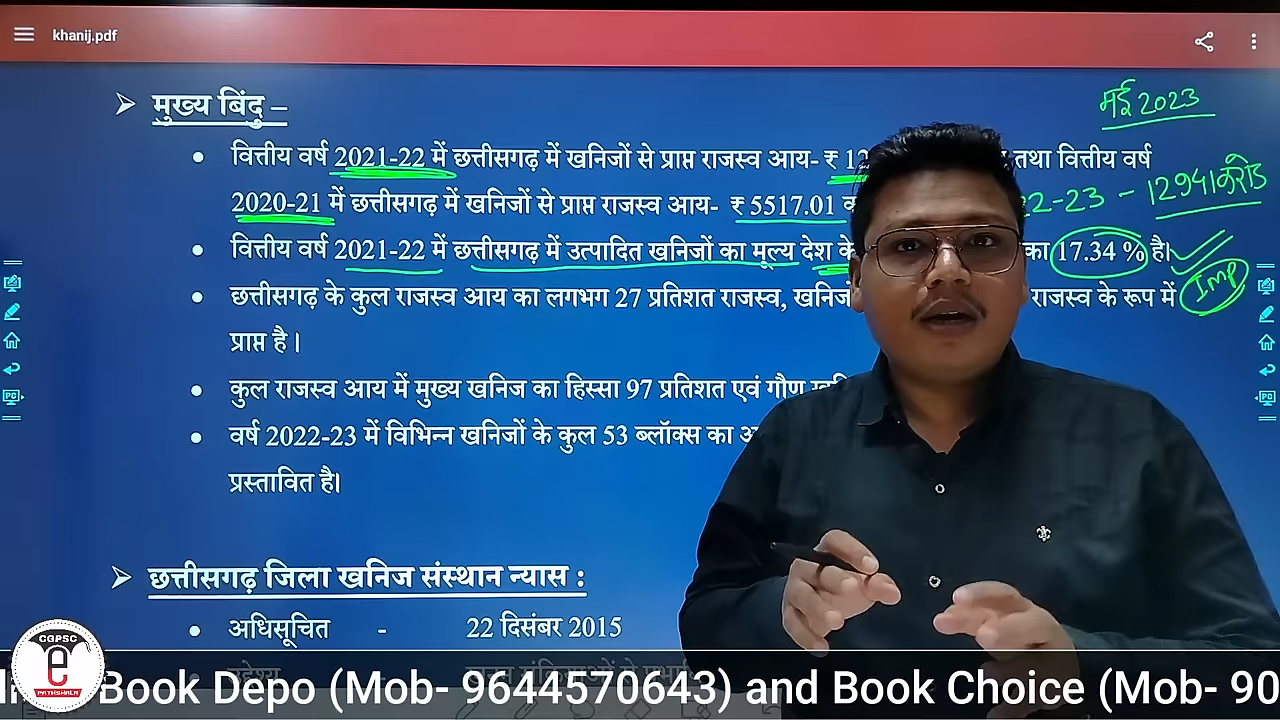 khanij.pdf
मुख्य बिंदु –
मई 2023
वित्तीय वर्ष 2021-22 में छत्तीसगढ़ में खनिजों से प्राप्त राजस्व आय- ₹ 12 तथा वित्तीय वर्ष
2020-21 में छत्तीसगढ़ में खनिजों से प्राप्त राजस्व आय- ₹ 5517.01
22-23 - 12941 करोड़
वित्तीय वर्ष 2021-22 में छत्तीसगढ़ में उत्पादित खनिजों का मूल्य देश के का 17.34 % है।
छत्तीसगढ़ के कुल राजस्व आय का लगभग 27 प्रतिशत राजस्व, खनिज राजस्व के रूप में
Imp
प्राप्त है ।
कुल राजस्व आय में मुख्य खनिज का हिस्सा 97 प्रतिशत एवं गौण
वर्ष 2022-23 में विभिन्न खनिजों के कुल 53 ब्लॉक्स का
प्रस्तावित है।
छत्तीसगढ़ जिला खनिज संस्थान न्यास :
अधिसूचित - 22 दिसंबर 2015
CGPSC
e
PATHSHALA
Book Depo (Mob- 9644570643) and Book Choice (Mob- 90